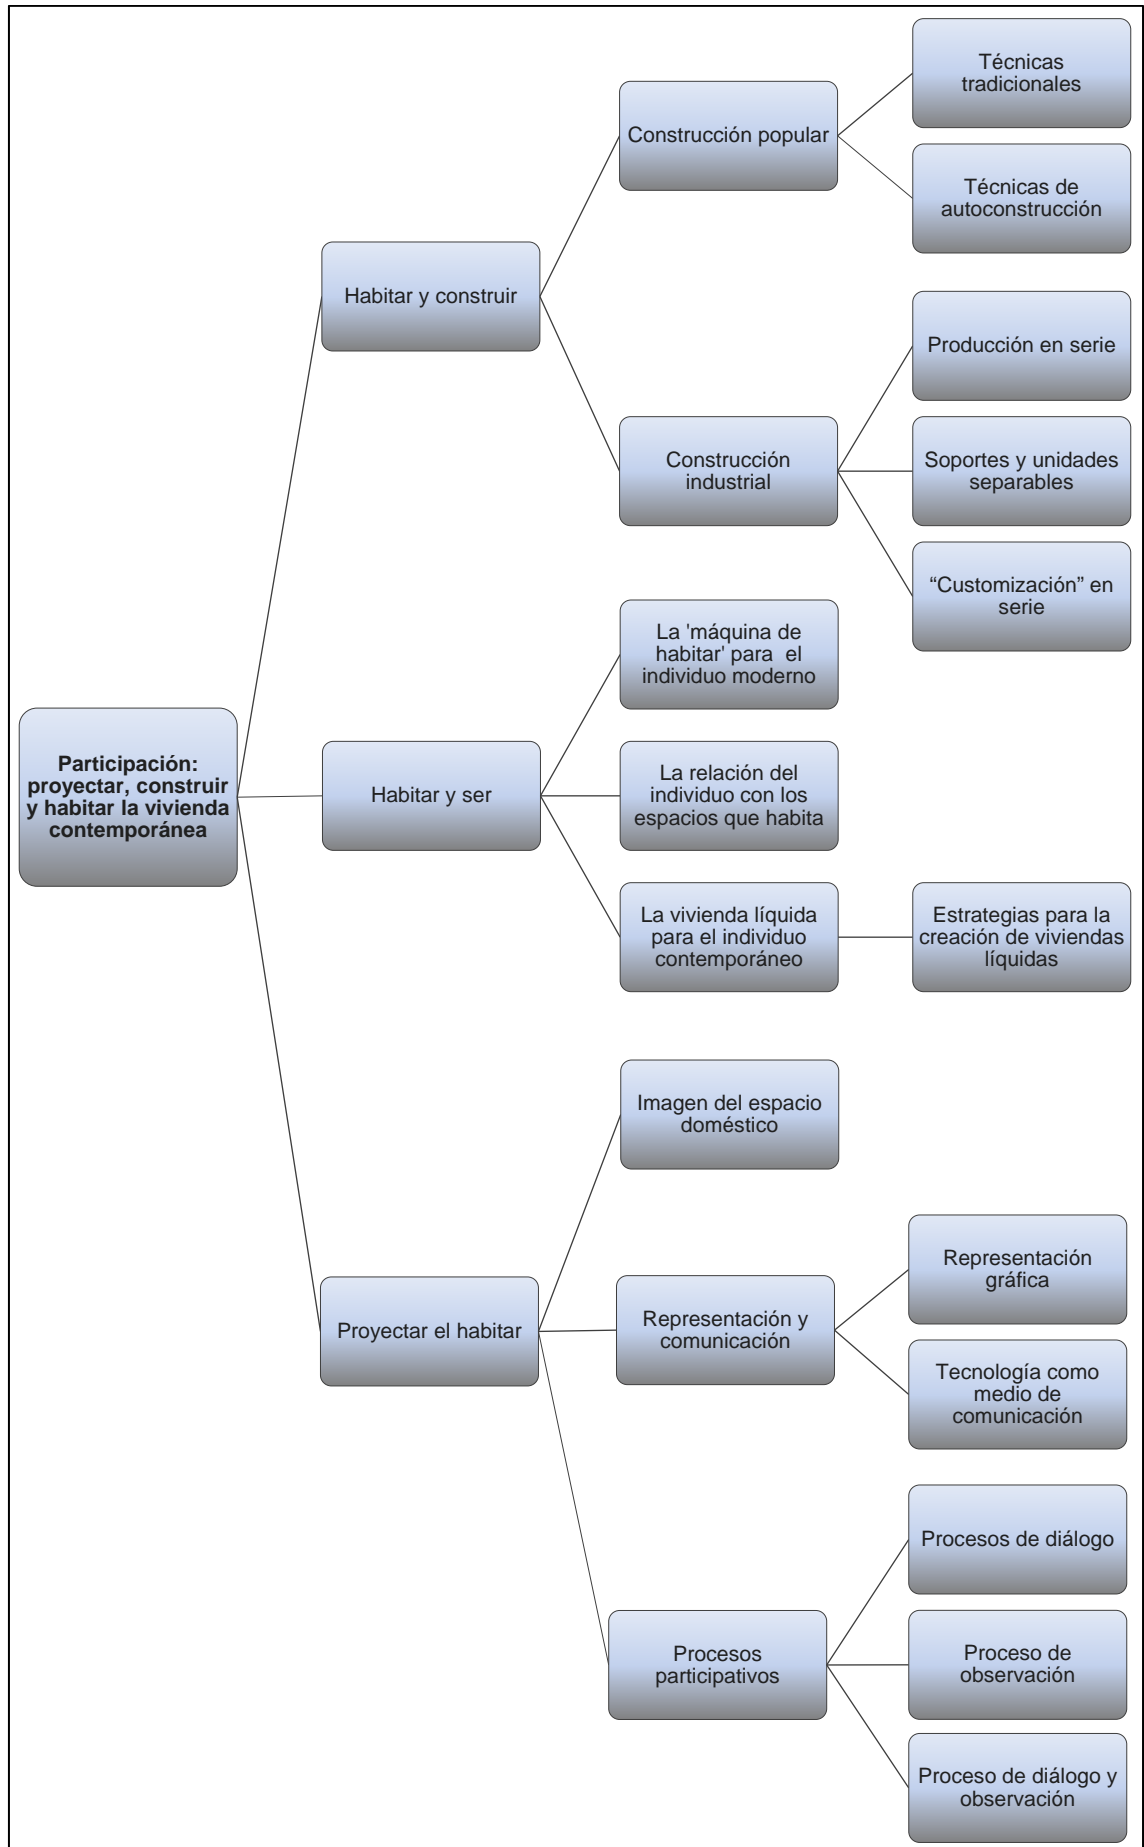 Participación:
proyectar, construir
y habitar la vivienda
contemporánea
Habitar y construir
Construcción popular
Técnicas
tradicionales
Técnicas de
autoconstrucción
Construcción
industrial
Producción en serie
Soportes y unidades
separables
“Customización” en
serie
Habitar y ser
La 'máquina de
habitar' para  el
individuo moderno
La relación del
individuo con los
espacios que habita
La vivienda líquida
para el individuo
contemporáneo
Estrategias para la
creación de viviendas
líquidas
Proyectar el habitar
Imagen del espacio
doméstico
Representación y
comunicación
Representación
gráfica
Tecnología como
medio de
comunicación
Procesos
participativos
Procesos de diálogo
Proceso de
observación
Proceso de diálogo y
observación